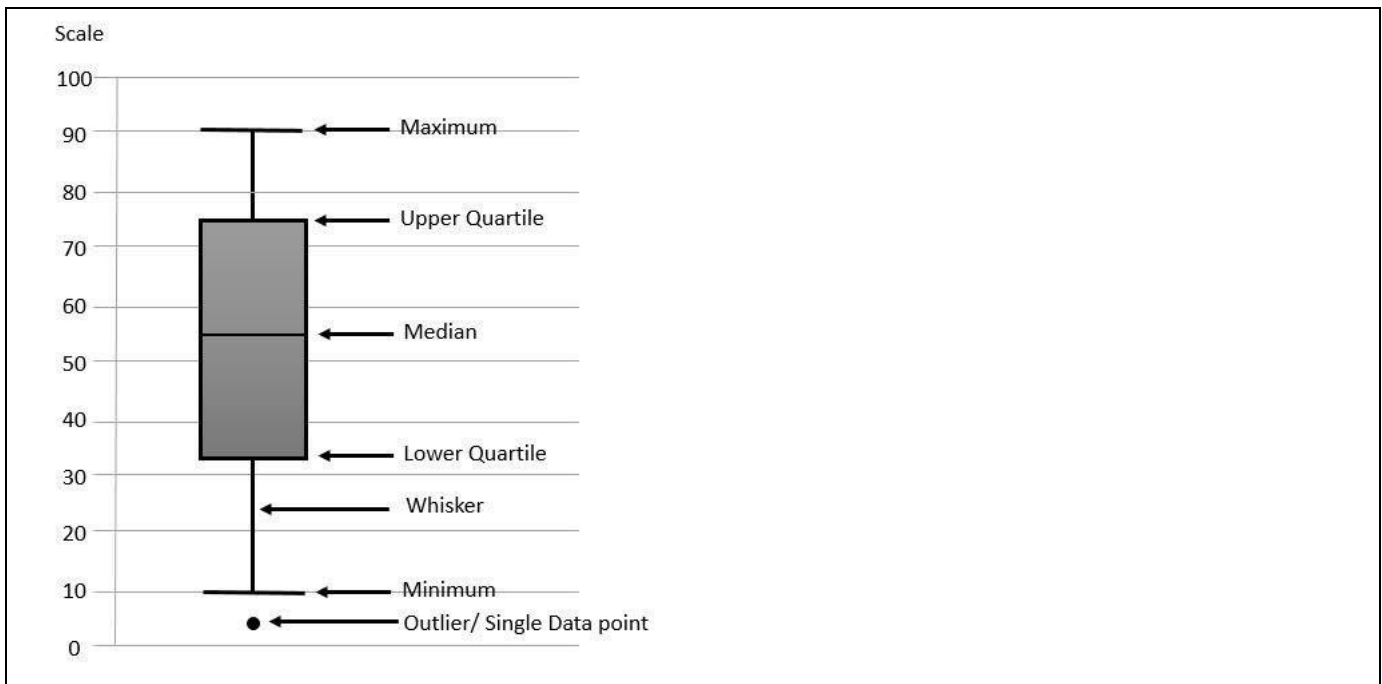 Scale
100
90
Maximum
80
Upper Quartile
70
60
Median
50
40
Lower Quartile
30
Whisker
20
10
Minimum
Outlier/ Single Data point
0